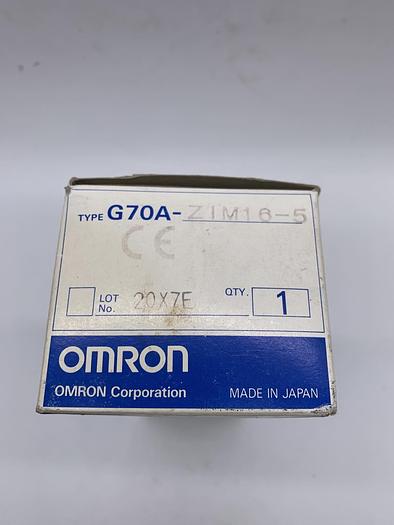 TYPE G70A-ZIM16-5
CE
LOT No. 20X7E QTY. 1
OMRON
OMRON Corporation MADE IN JAPAN